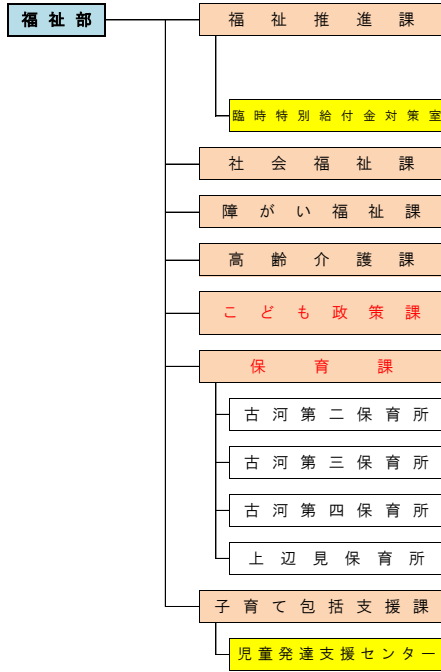 福祉部
福祉推進課
臨時特別給付金対策室
社会福祉課
障がい福祉課
高齢介護課
こども政策課
保育課
古河第二保育所
古河第三保育所
古河第四保育所
上辺見保育所
子育て包括支援課
児童発達支援センター